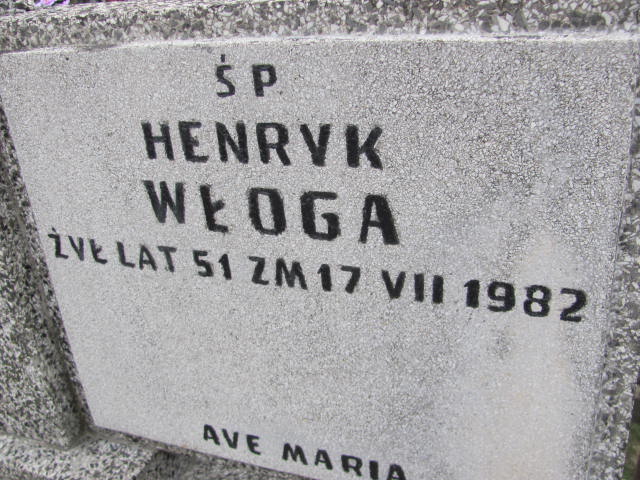 ŚP
HENRYK
WŁOGA
ŻYŁ LAT 51 ZM 17 VII 1982
AVE MARIA